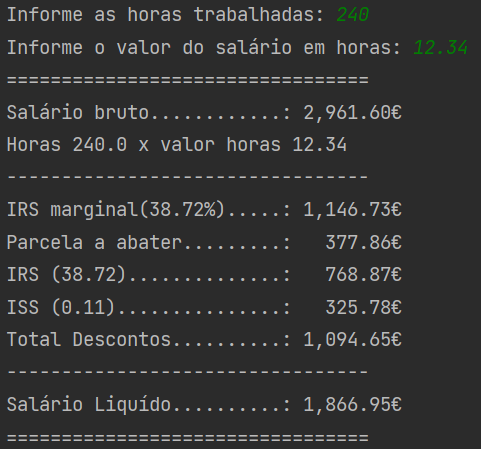 Informe as horas trabalhadas: 240
Informe o valor do salário em horas: 12.34
=================================
Salário bruto............: 2,961.60€
Horas 240.0 x valor horas 12.34
---------------------------------
IRS marginal(38.72%).....: 1,146.73€
Parcela a abater.........:   377.86€
IRS (38.72)..............:   768.87€
ISS (0.11)...............:   325.78€
Total Descontos..........: 1,094.65€
---------------------------------
Salário Liquído..........: 1,866.95€
=================================